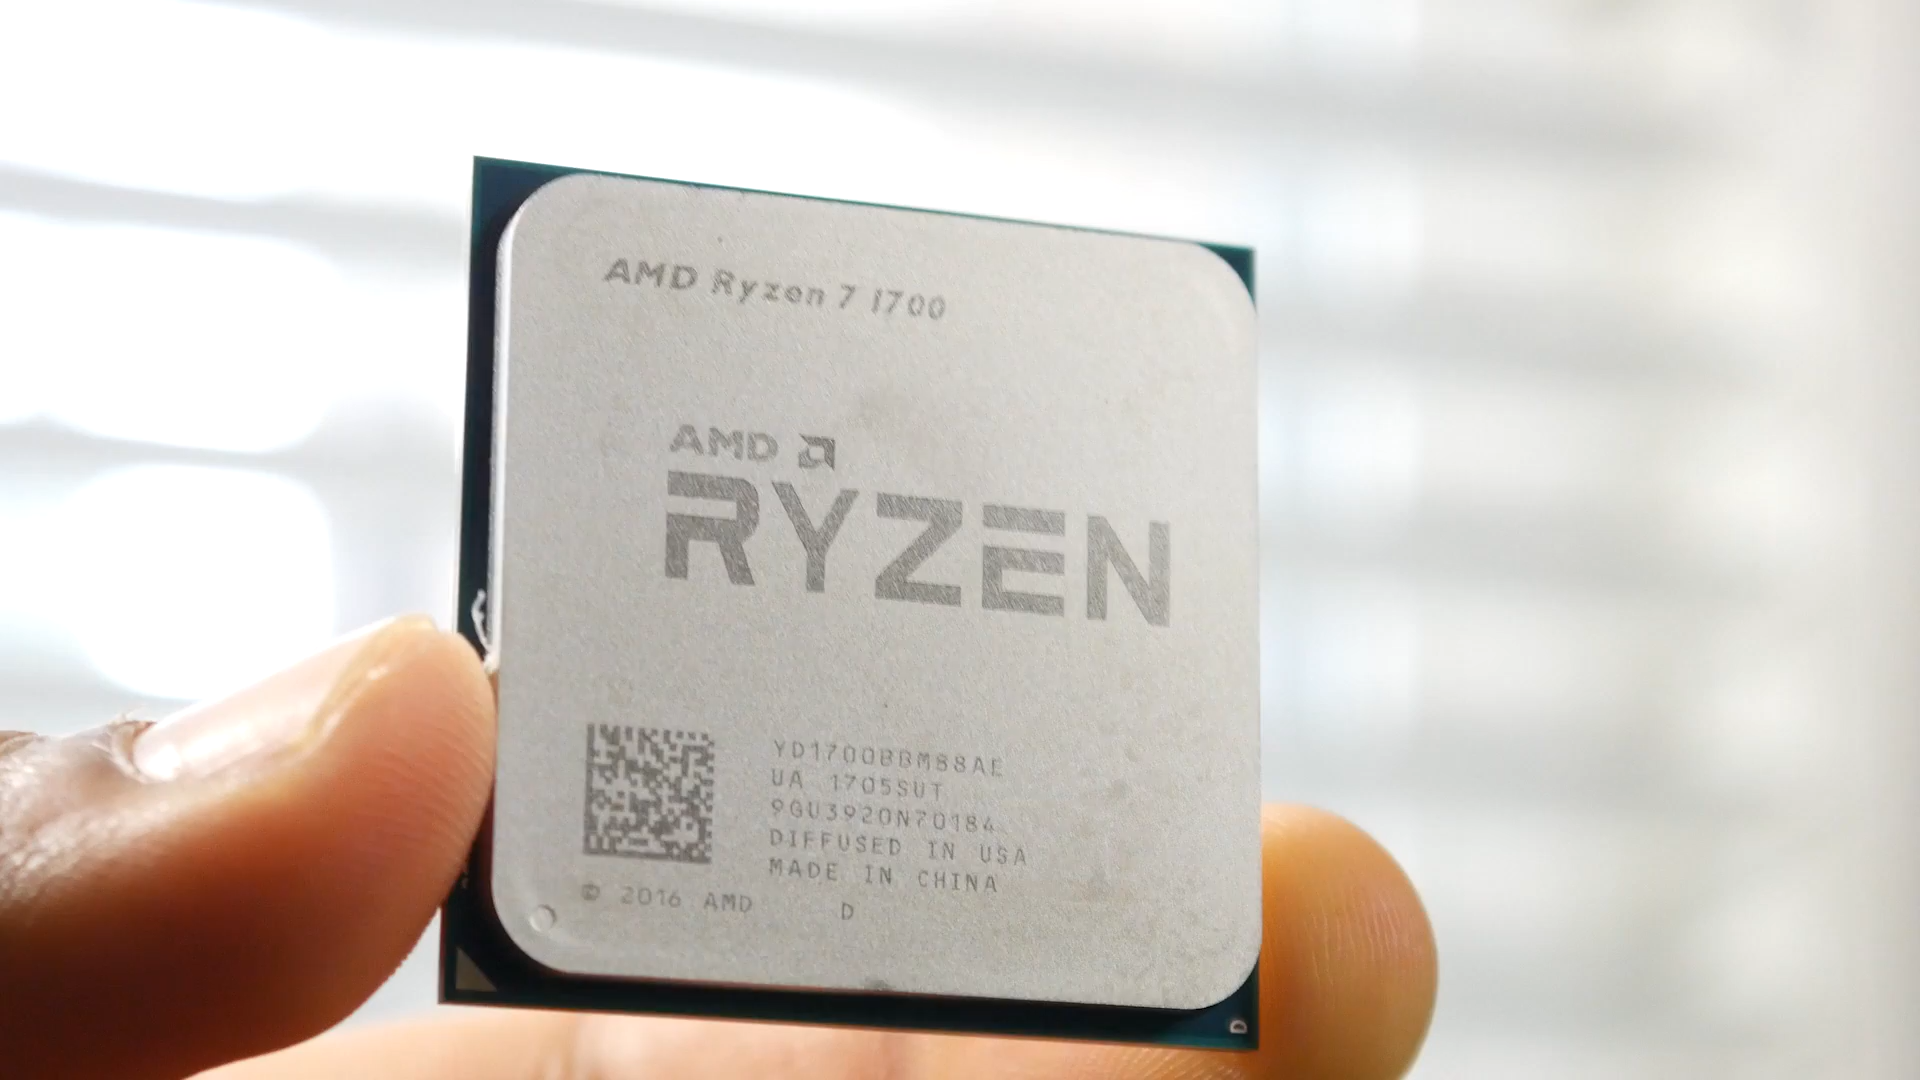 AMD Ryzen 7 1700
AMD
RYZEN
YD1700BBM88AE
UA 1705SUT
9GU3920N70184
DIFFUSED IN USA
MADE IN CHINA
© 2016 AMD D
D